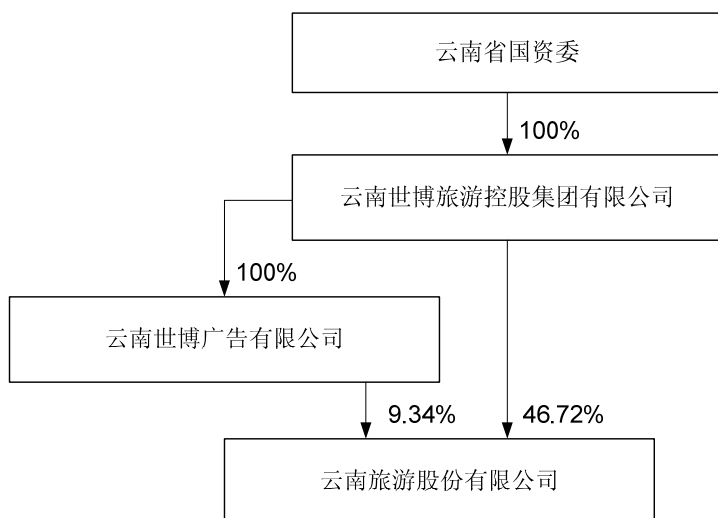 云南省国资委
100%
云南世博旅游控股集团有限公司
100%
云南世博广告有限公司
9.34%
46.72%
云南旅游股份有限公司